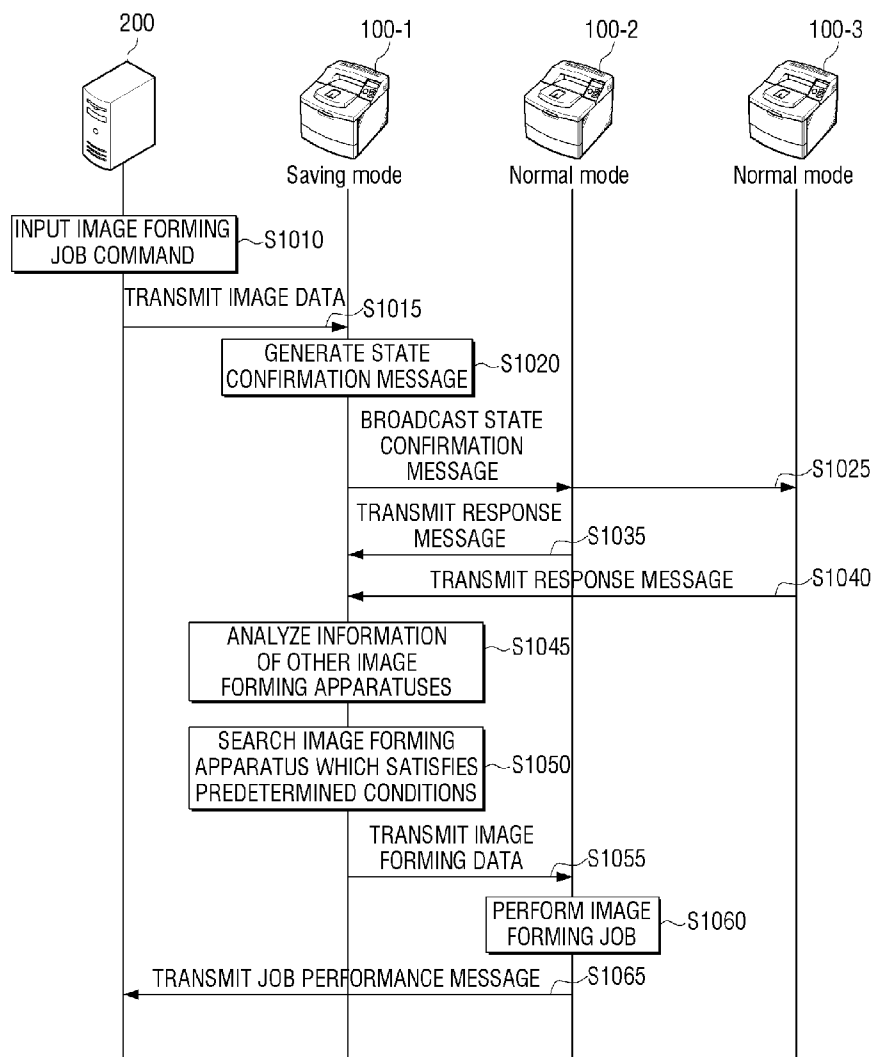 200
100-1
100-2
100-3
Saving mode
Normal mode
Normal mode
INPUT IMAGE FORMING
JOB COMMAND
S1010
TRANSMIT IMAGE DATA
S1015
GENERATE STATE
CONFIRMATION MESSAGE
S1020
BROADCAST STATE
CONFIRMATION
MESSAGE
S1025
TRANSMIT RESPONSE
MESSAGE
S1035
TRANSMIT RESPONSE MESSAGE
S1040
ANALYZE INFORMATION
OF OTHER IMAGE
FORMING APPARATUSES
S1045
SEARCH IMAGE FORMING
APPARATUS WHICH SATISFIES
PREDETERMINED CONDITIONS
S1050
TRANSMIT IMAGE
FORMING DATA
S1055
PERFORM IMAGE
FORMING JOB
S1060
TRANSMIT JOB PERFORMANCE MESSAGE
S1065